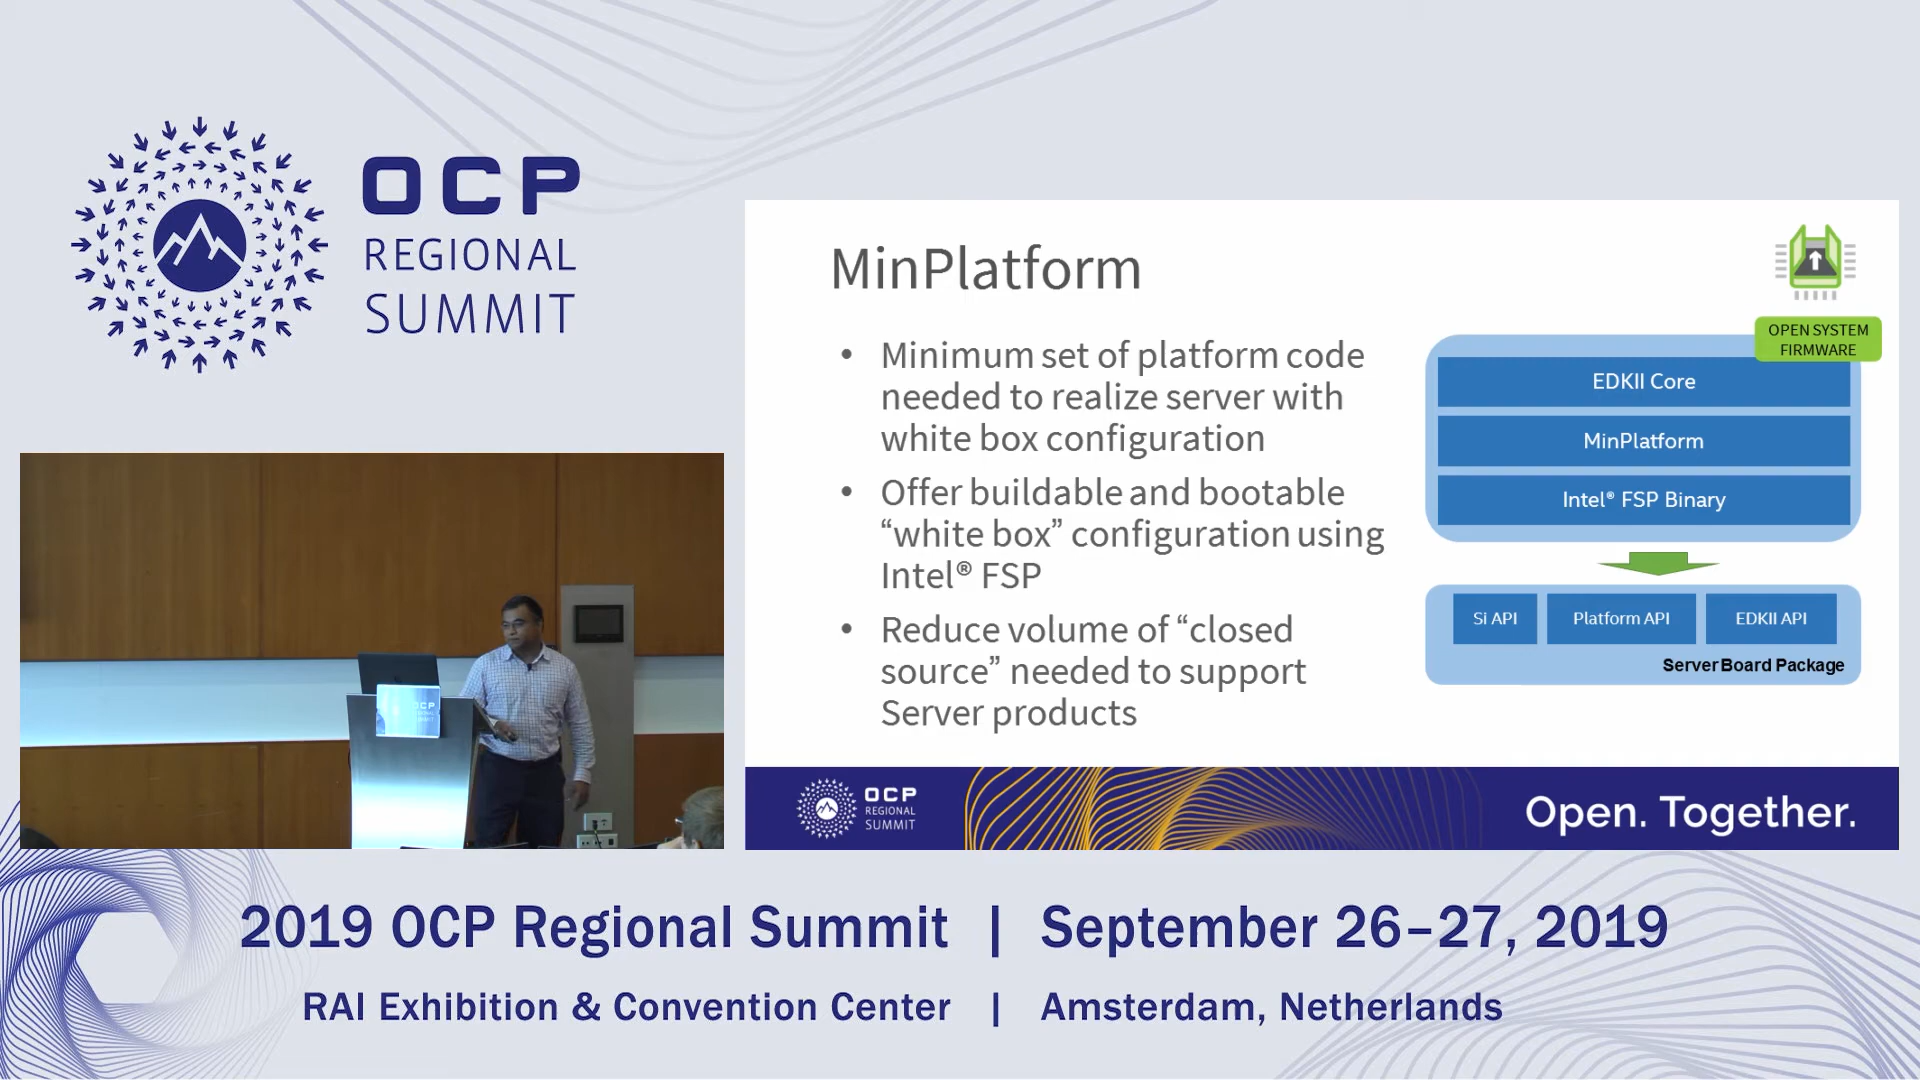 OCP
REGIONAL
SUMMIT
MinPlatform
• Minimum set of platform code
needed to realize server with
white box configuration
• Offer buildable and bootable
“white box” configuration using
Intel® FSP
• Reduce volume of “closed
source” needed to support
Server products
OPEN SYSTEM
FIRMWARE
EDKII Core
MinPlatform
Intel® FSP Binary
Si API
Platform API
EDKII API
Server Board Package
OCP
REGIONAL
SUMMIT
OCP
REGIONAL
SUMMIT
Open. Together.
2019 OCP Regional Summit | September 26–27, 2019
RAI Exhibition & Convention Center | Amsterdam, Netherlands